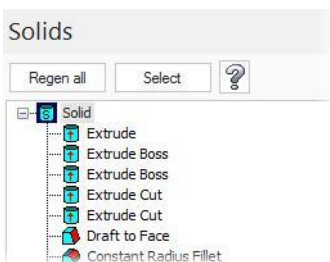 Solids
Regen all Select ?
Solid
Extrude
Extrude Boss
Extrude Boss
Extrude Cut
Extrude Cut
Draft to Face
Constant Radius Fillet